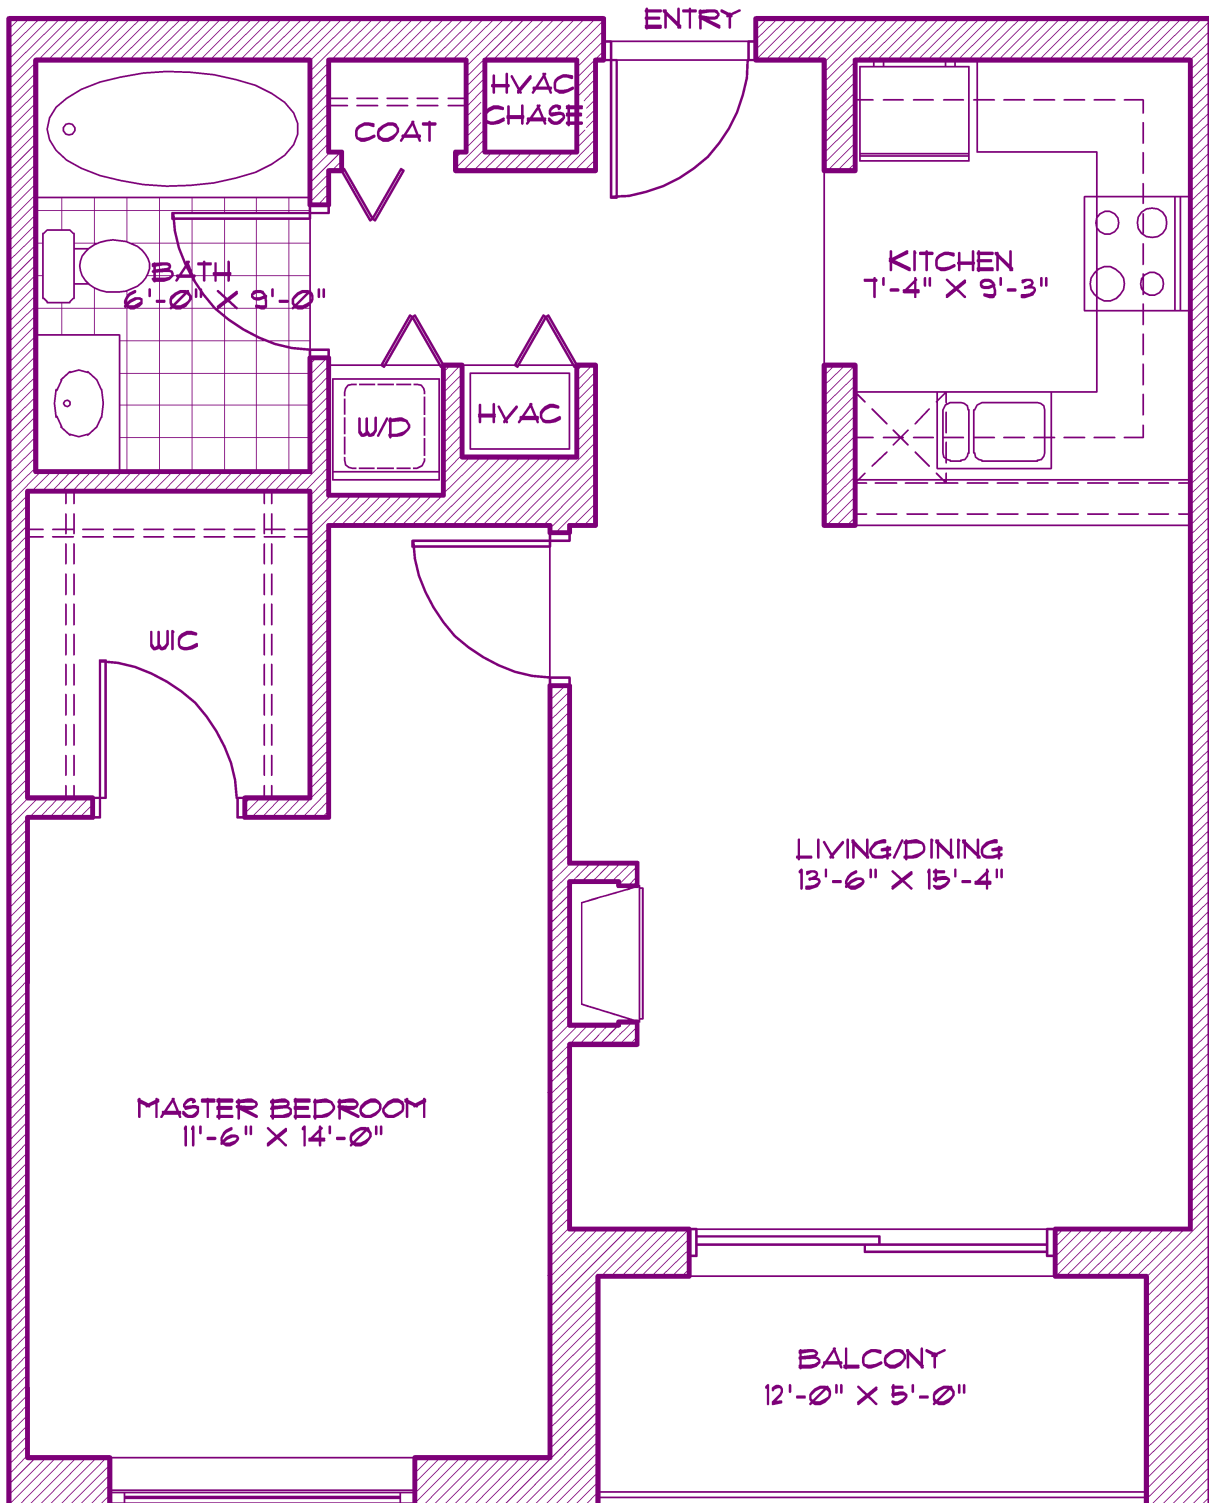 ENTRY
HVAC
CHASE
COAT
BATH
6'-0" X 9'-0"
KITCHEN
7'-4" X 9'-3"
W/D
HVAC
WIC
LIVING/DINING
13'-6" X 15'-4"
MASTER BEDROOM
11'-6" X 14'-0"
BALCONY
12'-0" X 5'-0"